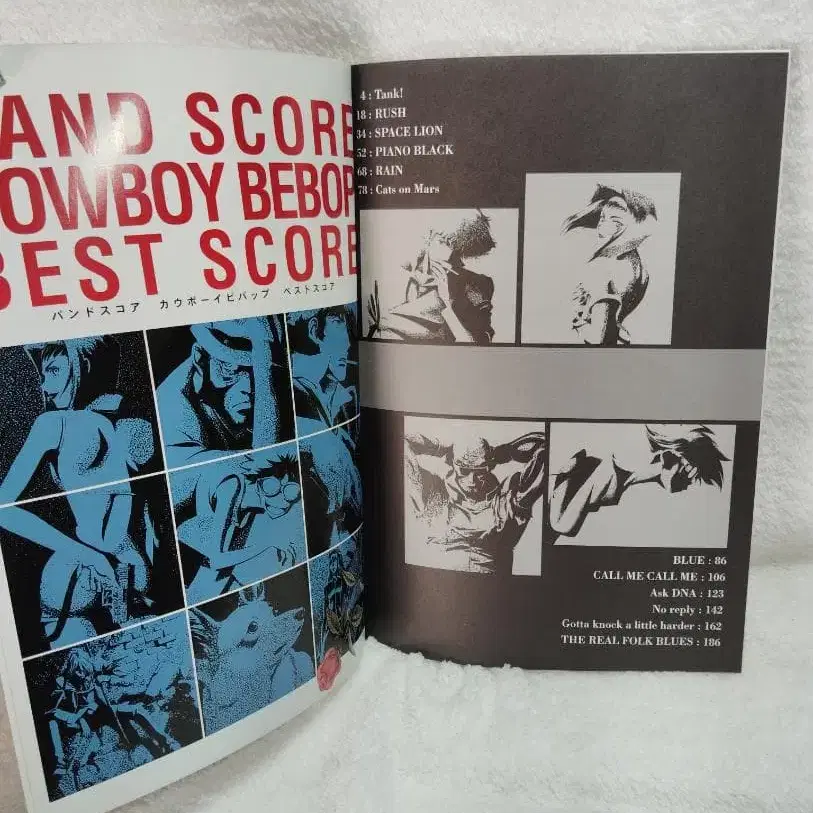 AND SCORE
OWBOY BEBOP
BEST SCORE
バンドスコア カウボーイビバップ ベストスコア
4 : Tank!
18 : RUSH
34 : SPACE LION
52 : PIANO BLACK
68 : RAIN
78 : Cats on Mars
BLUE : 86
CALL ME CALL ME : 106
Ask DNA : 123
No reply : 142
Gotta knock a little harder : 162
THE REAL FOLK BLUES : 186